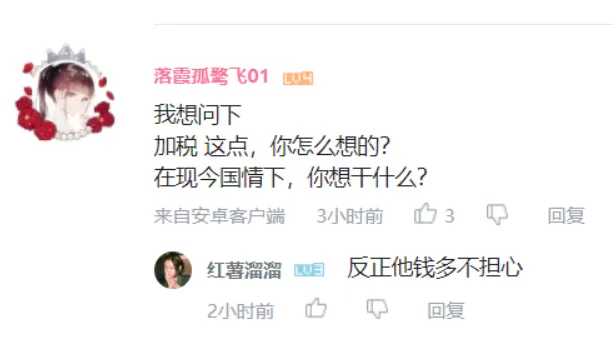 落霞孤鹜飞01 LV4
我想问下
加税 这点，你怎么想的？
在现今国情下，你想干什么？
来自安卓客户端 3小时前 3 回复
红薯溜溜 LV3 反正他钱多不担心
2小时前 回复